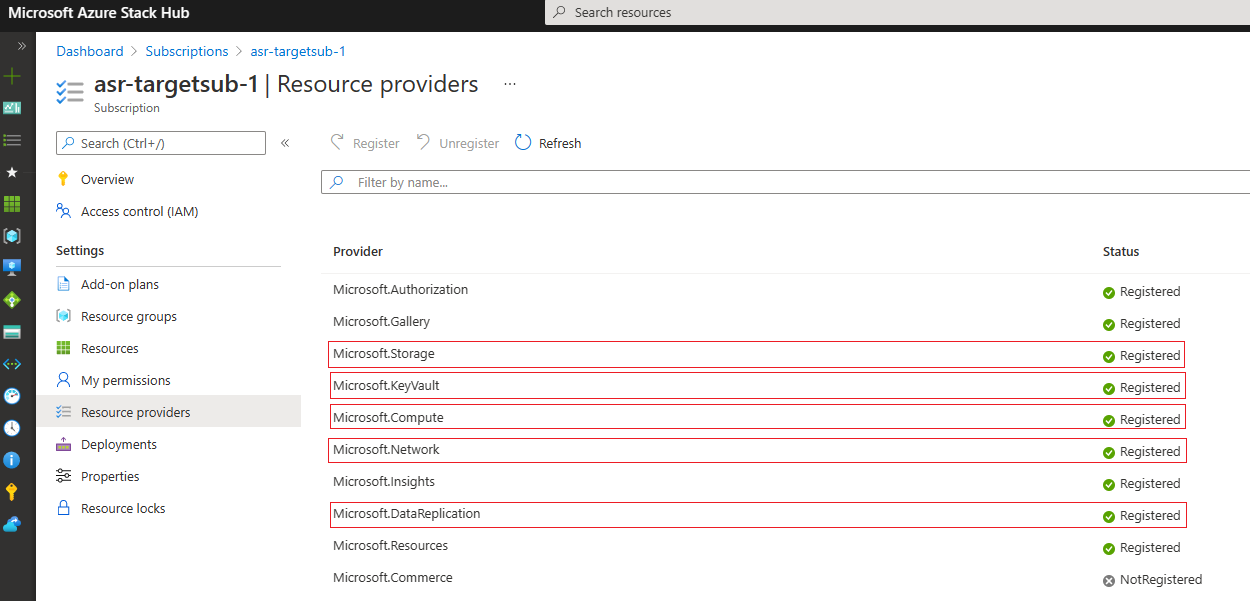 Microsoft Azure Stack Hub
Search resources
Dashboard > Subscriptions > asr-targetsub-1
asr-targetsub-1 | Resource providers ...
Subscription
Search (Ctrl+/)
«
Register
Unregister
Refresh
Filter by name...
Overview
Access control (IAM)
Settings
Add-on plans
Resource groups
Resources
My permissions
Resource providers
Deployments
Properties
Resource locks
Provider Status
Microsoft.Authorization Registered
Microsoft.Gallery Registered
Microsoft.Storage Registered
Microsoft.KeyVault Registered
Microsoft.Compute Registered
Microsoft.Network Registered
Microsoft.Insights Registered
Microsoft.DataReplication Registered
Microsoft.Resources Registered
Microsoft.Commerce NotRegistered